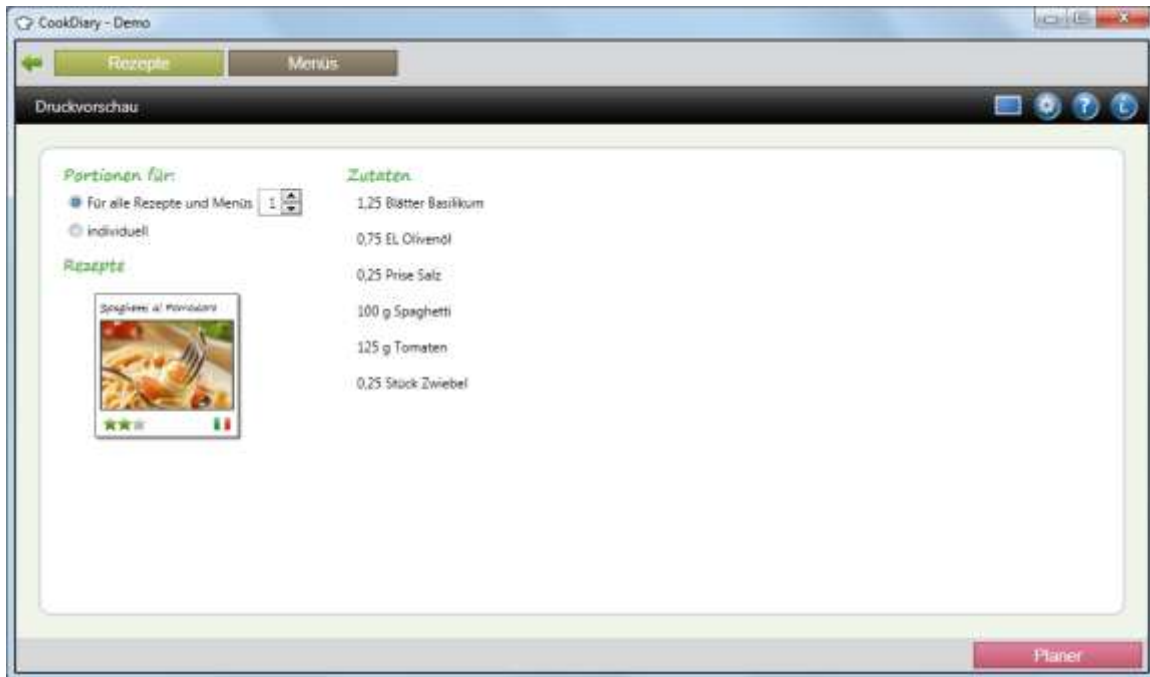 CookDiary - Demo
Rezepte
Menüs
Druckvorschau
Portionen für:
Für alle Rezepte und Menüs 1
individuell
Rezepte
Spaghetti al Pomodoro
Zutaten
1,25 Blätter Basilikum
0,75 EL Olivenöl
0,25 Prise Salz
100 g Spaghetti
125 g Tomaten
0,25 Stück Zwiebel
Planer